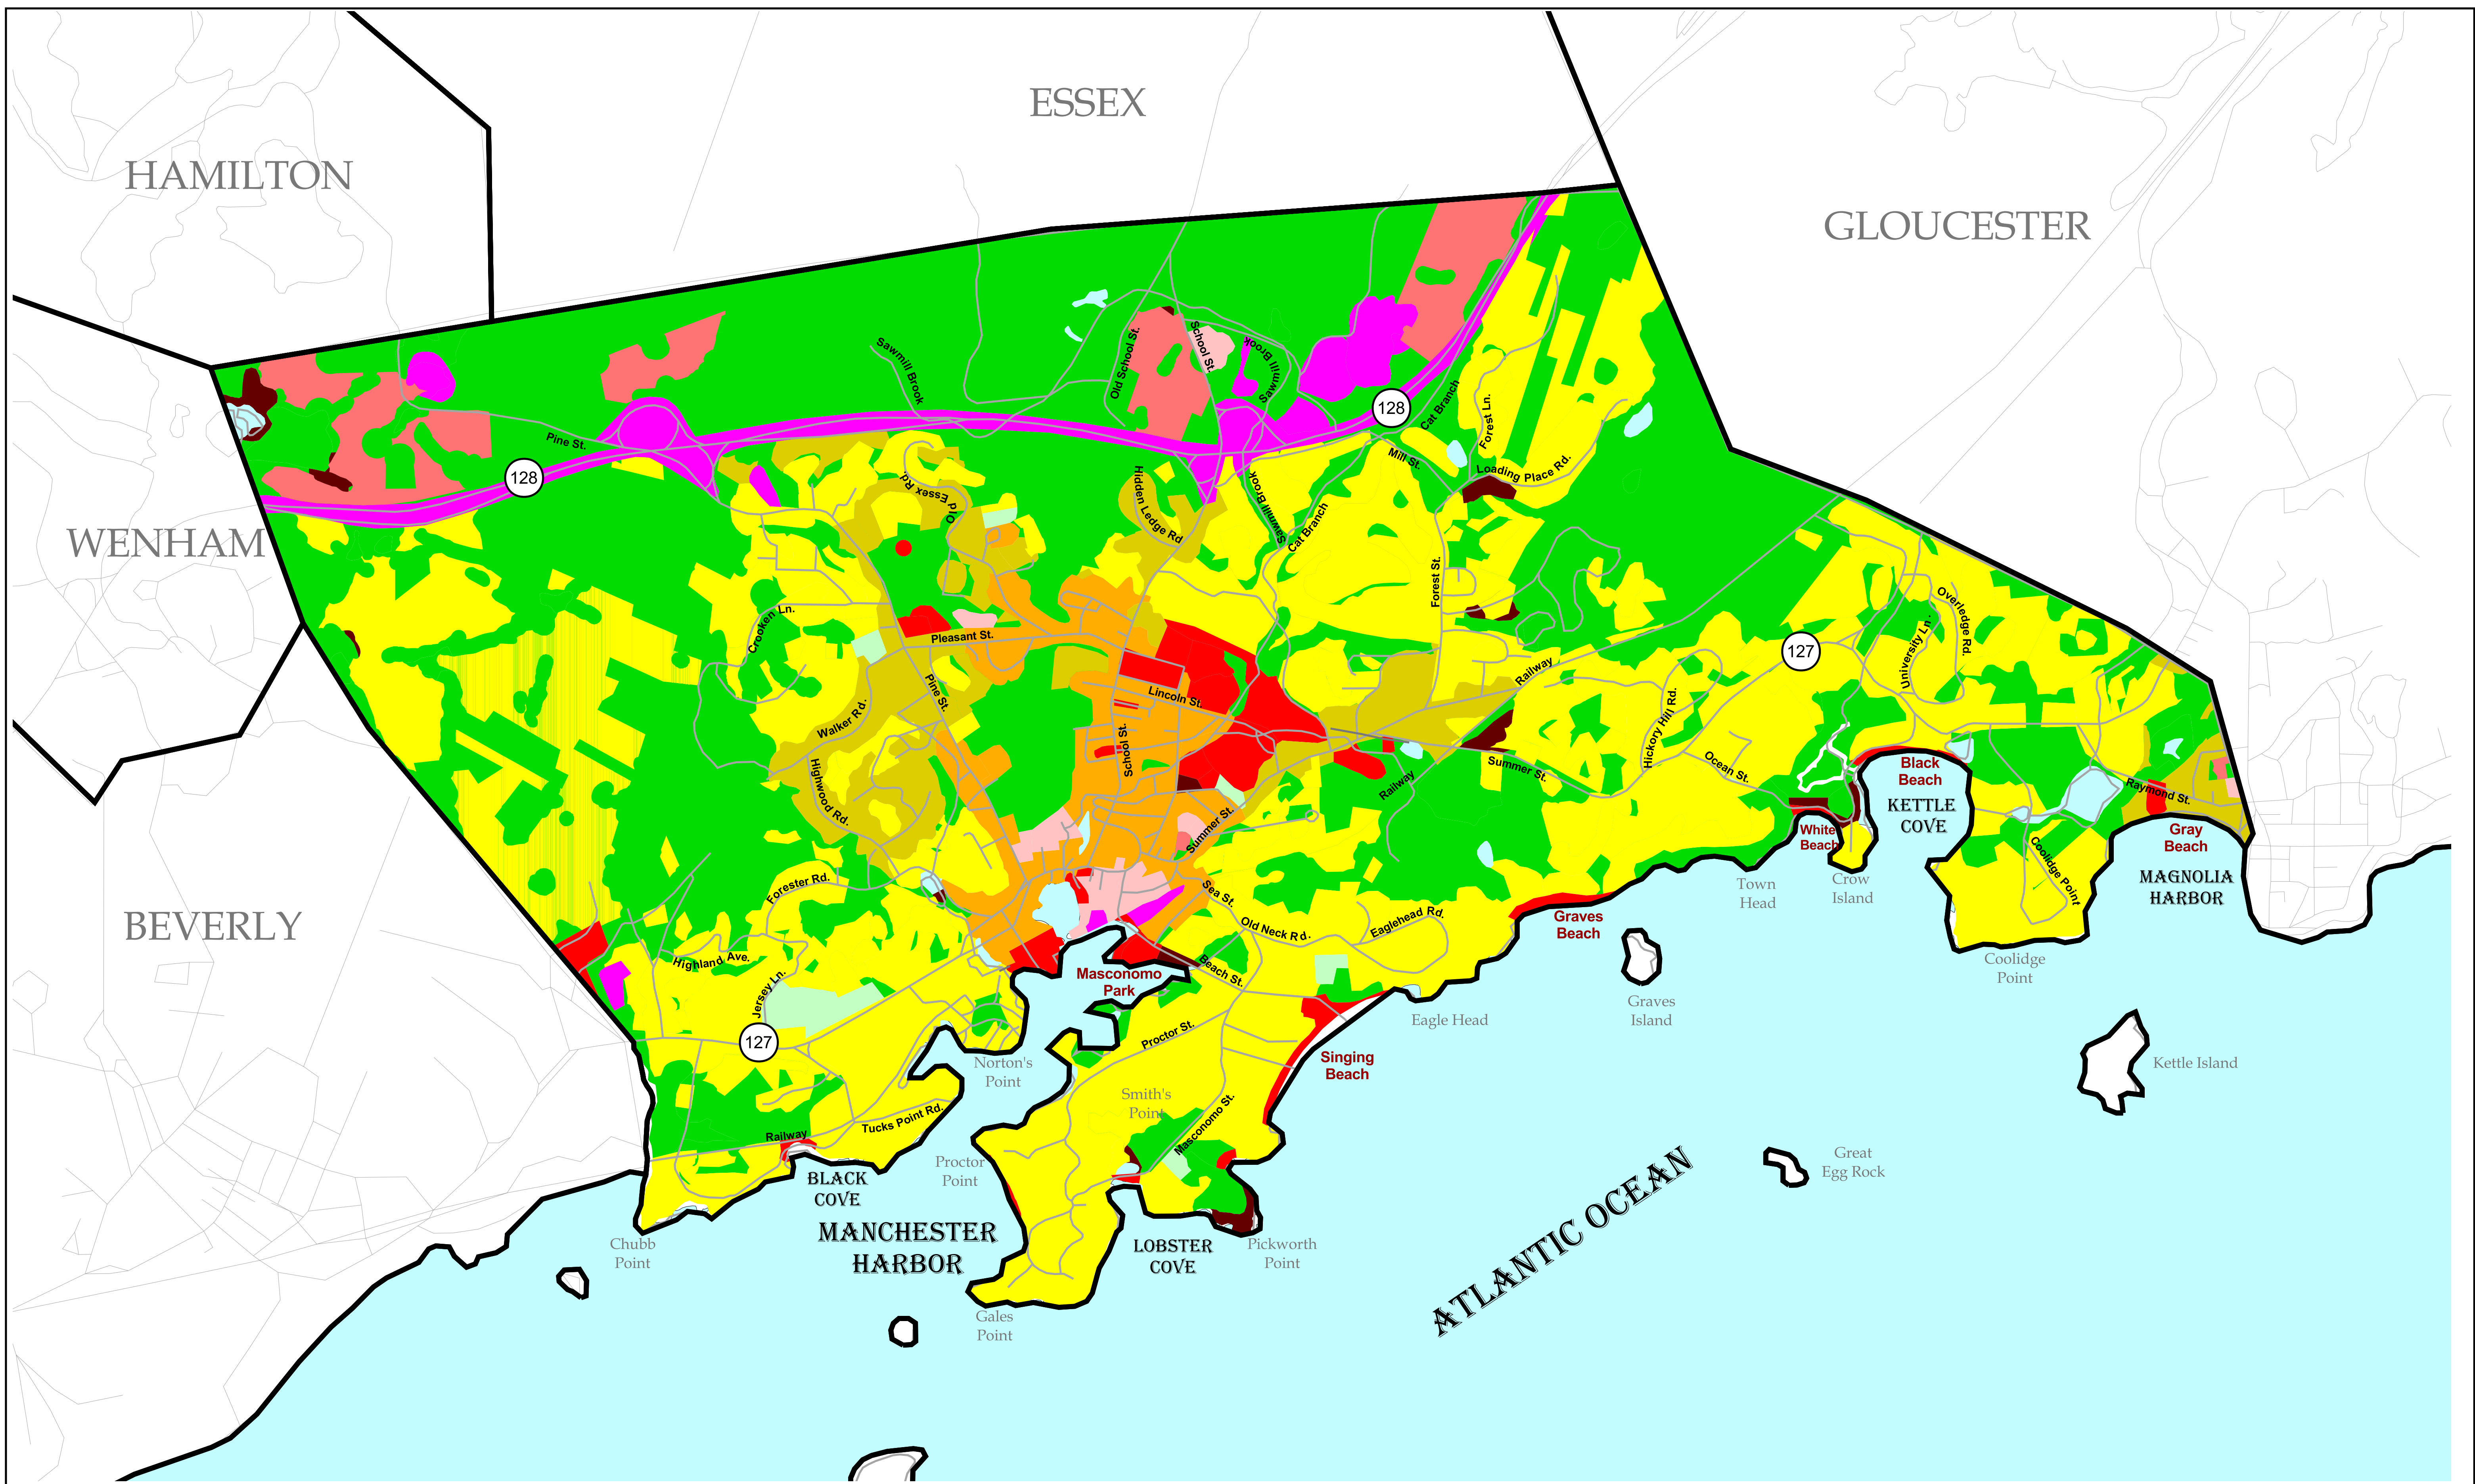 ESSEX
HAMILTON
GLOUCESTER
WENHAM
BEVERLY
Sawmill Brook
Old School St.
School St.
Sawmill Brook
128
Cat Branch
Forest Ln.
Pine St.
128
Mill St.
Loading Place Rd.
Old Essex Rd.
Hidden Ledge Rd
Sawmill Brook
Cat Branch
Forest St.
Crooken Ln.
Pleasant St.
Pine St.
Lincoln St.
School St.
Walker Rd.
Highwood Rd.
Railway
Hickory Hill Rd.
127
University Ln.
Overledge Rd.
Summer St.
Railway
Ocean St.
Black
Beach
KETTLE
COVE
White
Beach
Raymond St.
Gray
Beach
Coolidge Point
MAGNOLIA
HARBOR
Town
Head
Crow
Island
Summer St.
Forester Rd.
Sea St.
Old Neck Rd.
Eaglehead Rd.
Graves
Beach
Highland Ave.
Jersey Ln.
Masconomo
Park
Beach St.
Coolidge
Point
Graves
Island
Eagle Head
127
Proctor St.
Norton's
Point
Singing
Beach
Kettle Island
Smith's
Point
Tucks Point Rd.
Railway
Masconomo St.
Proctor
Point
Great
Egg Rock
BLACK
COVE
MANCHESTER
HARBOR
LOBSTER
COVE
Pickworth
Point
Chubb
Point
Gales
Point
ATLANTIC OCEAN